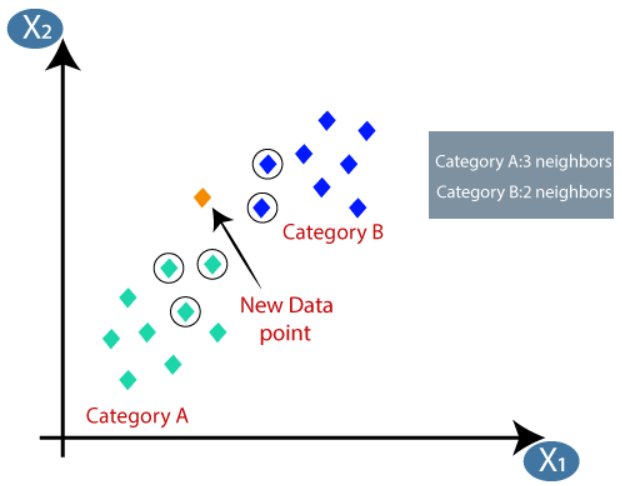 X₂
Category A:3 neighbors
Category B:2 neighbors
Category B
New Data
point
Category A
X₁